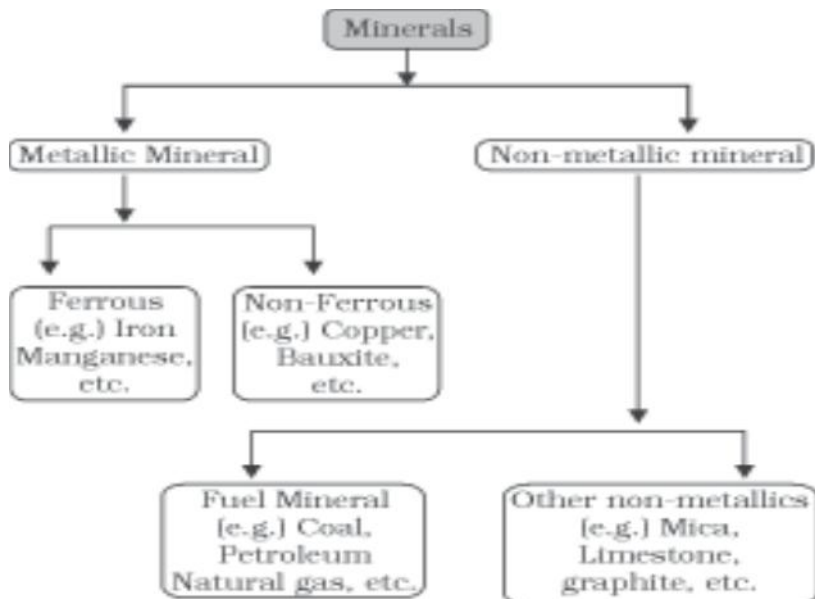 Minerals
Metallic Mineral
Non-metallic mineral
Ferrous
(e.g.) Iron
Manganese,
etc.
Non-Ferrous
(e.g.) Copper,
Bauxite,
etc.
Fuel Mineral
(e.g.) Coal,
Petroleum
Natural gas, etc.
Other non-metallics
(e.g.) Mica,
Limestone,
graphite, etc.